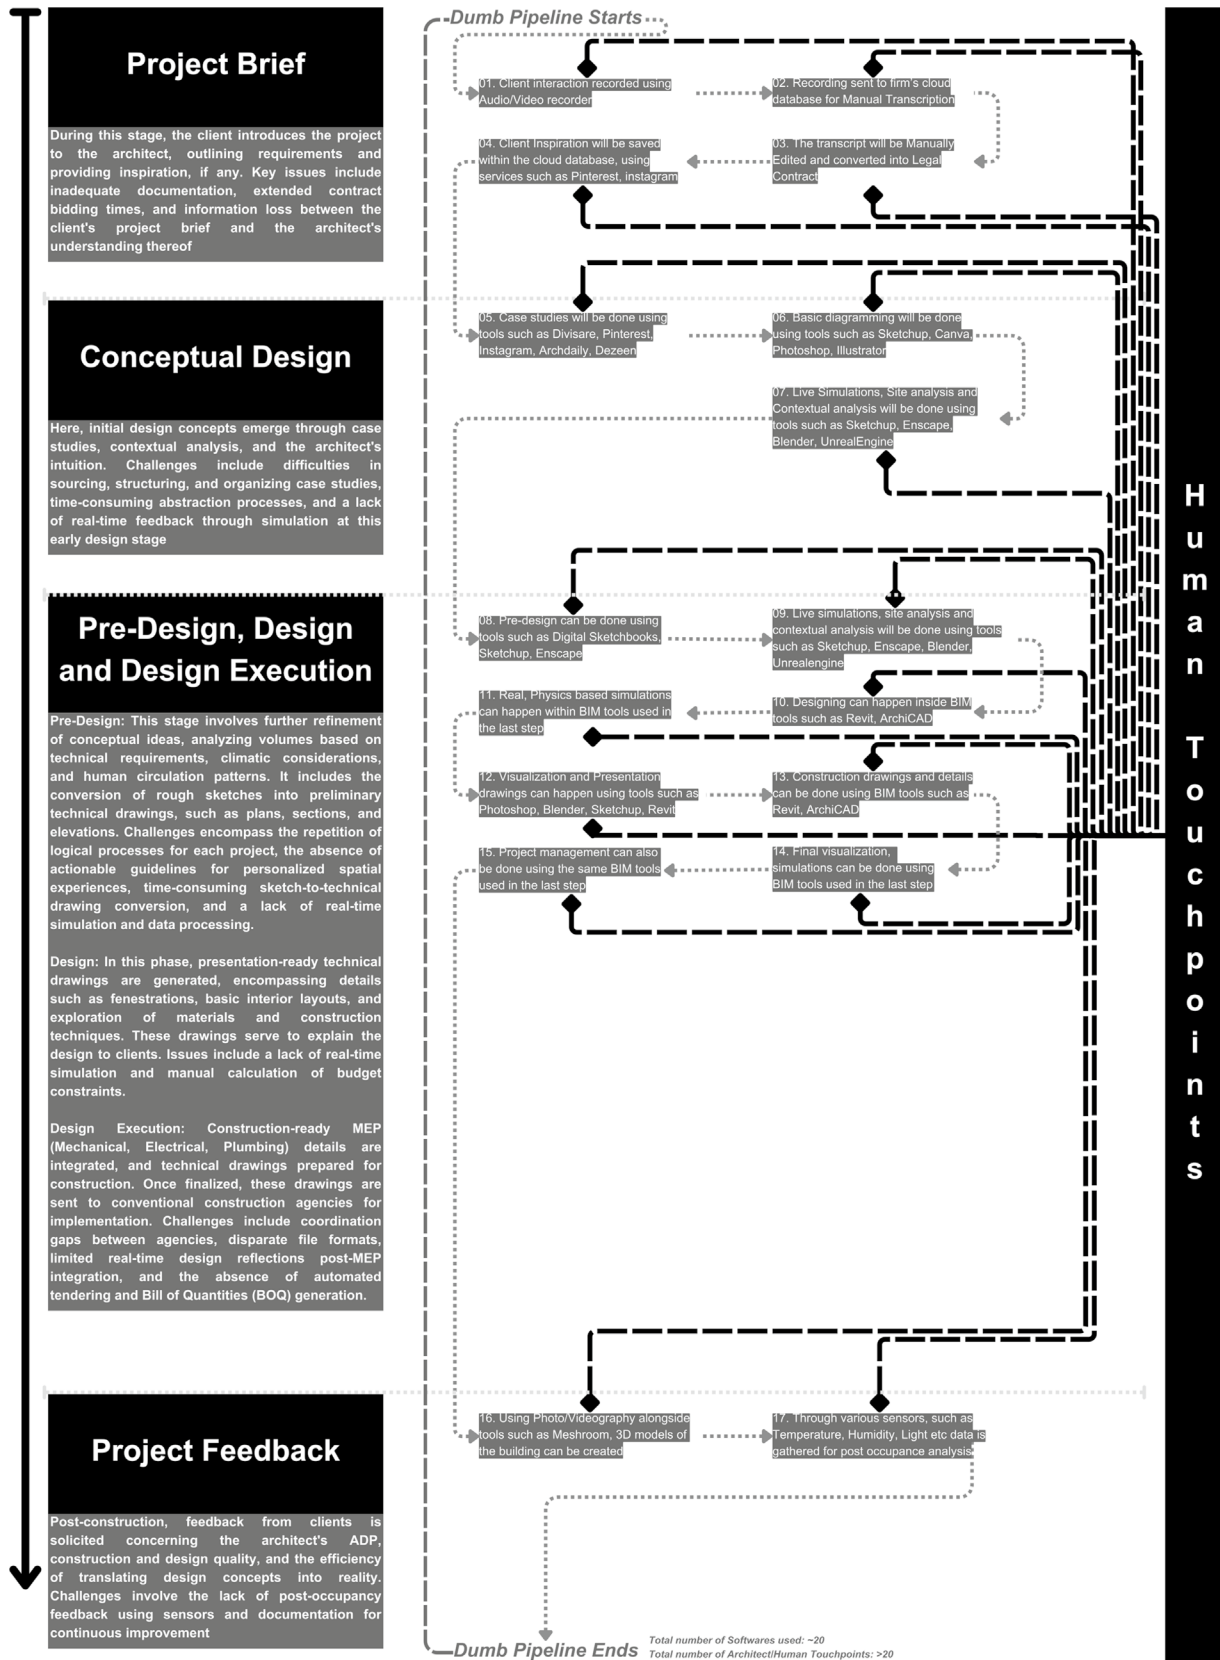 Project Brief
During this stage, the client introduces the project
to the architect, outlining requirements and
providing inspiration, if any. Key issues include
inadequate documentation, extended contract
bidding times, and information loss between the
client's project brief and the architect's
understanding thereof
Conceptual Design
Here, initial design concepts emerge through case
studies, contextual analysis, and the architect's
intuition. Challenges include difficulties in
sourcing, structuring, and organizing case studies,
time-consuming abstraction processes, and a lack
of real-time feedback through simulation at this
early design stage
Pre-Design, Design
and Design Execution
Pre-Design: This stage involves further refinement
of conceptual ideas, analyzing volumes based on
technical requirements, climatic considerations,
and human circulation patterns. It includes the
conversion of rough sketches into preliminary
technical drawings, such as plans, sections, and
elevations. Challenges encompass the repetition of
logical processes for each project, the absence of
actionable guidelines for personalized spatial
experiences, time-consuming sketch-to-technical
drawing conversion, and a lack of real-time
simulation and data processing.
Design: In this phase, presentation-ready technical
drawings are generated, encompassing details
such as fenestrations, basic interior layouts, and
exploration of materials and construction
techniques. These drawings serve to explain the
design to clients. Issues include a lack of real-time
simulation and manual calculation of budget
constraints.
Design Execution: Construction-ready MEP
(Mechanical, Electrical, Plumbing) details are
integrated, and technical drawings prepared for
construction. Once finalized, these drawings are
sent to conventional construction agencies for
implementation. Challenges include coordination
gaps between agencies, disparate file formats,
limited real-time design reflections post-MEP
integration, and the absence of automated
tendering and Bill of Quantities (BOQ) generation.
Project Feedback
Post-construction, feedback from clients is
solicited concerning the architect's ADP,
construction and design quality, and the efficiency
of translating design concepts into reality.
Challenges involve the lack of post-occupancy
feedback using sensors and documentation for
continuous improvement
Dumb Pipeline Starts
01. Client interaction recorded using
Audio/Video recorder
02. Recording sent to firm's cloud
database for Manual Transcription
04. Client Inspiration will be saved
within the cloud database, using
services such as Pinterest, instagram
03. The transcript will be Manually
Edited and converted into Legal
Contract
05. Case studies will be done using
tools such as Divisare, Pinterest,
Instagram, Archdaily, Dezeen
06. Basic diagramming will be done
using tools such as Sketchup, Canva,
Photoshop, Illustrator
07. Live Simulations, Site analysis and
Contextual analysis will be done using
tools such as Sketchup, Enscape,
Blender, UnrealEngine
08. Pre-design can be done using
tools such as Digital Sketchbooks,
Sketchup, Enscape
09. Live simulations, site analysis and
contextual analysis will be done using tools
such as Sketchup, Enscape, Blender,
Unrealengine
11. Real, Physics based simulations
can happen within BIM tools used in
the last step
10. Designing can happen inside BIM
tools such as Revit, ArchiCAD
12. Visualization and Presentation
drawings can happen using tools such as
Photoshop, Blender, Sketchup, Revit
13. Construction drawings and details
can be done using BIM tools such as
Revit, ArchiCAD
15. Project management can also
be done using the same BIM tools
used in the last step
14. Final visualization,
simulations can be done using
BIM tools used in the last step
16. Using Photo/Videography alongside
tools such as Meshroom, 3D models of
the building can be created
17. Through various sensors, such as
Temperature, Humidity, Light etc data is
gathered for post occupance analysis
Dumb Pipeline Ends
Total number of Softwares used: ~20
Total number of Architect/Human Touchpoints: >20
Human Touchpoints